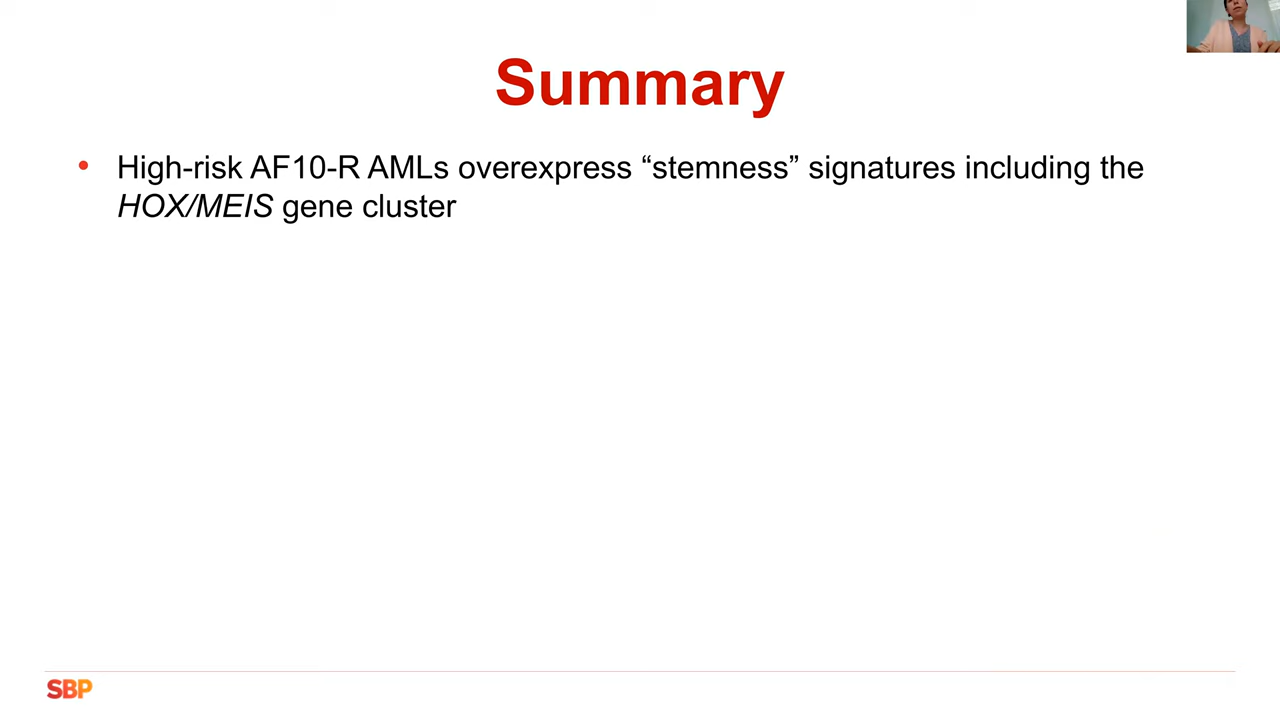 Summary
• High-risk AF10-R AMLs overexpress “stemness” signatures including the
HOX/MEIS gene cluster
SBP